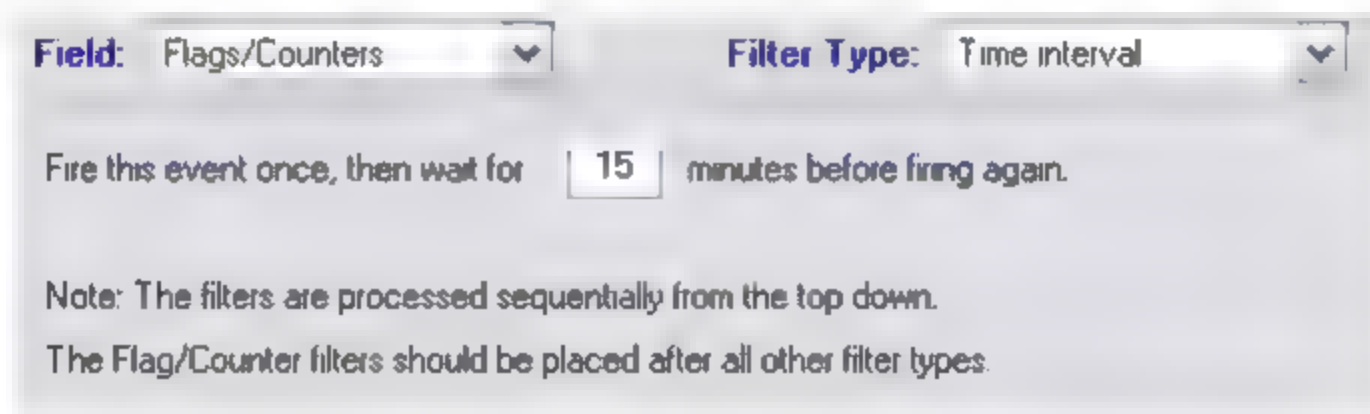 Field: Flags/Counters Filter Type: Time interval
Fire this event once, then wait for 15 minutes before firing again.
Note: The filters are processed sequentially from the top down.
The Flag/Counter filters should be placed after all other filter types.